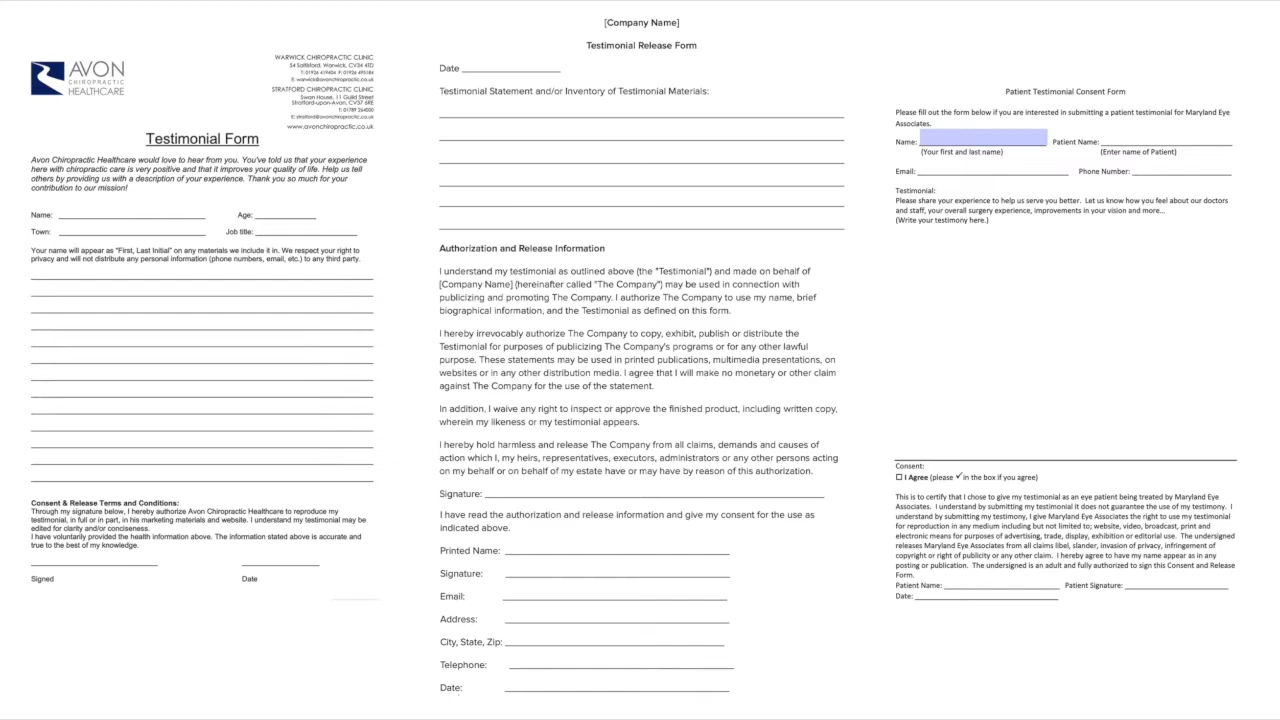 AVON
CHIROPRACTIC
HEALTHCARE
WARWICK CHIROPRACTIC CLINIC
54 Saltisford, Warwick, CV34 4TD
T: 01926 419404 F: 01926 495184
E: warwick@avonchiropractic.co.uk
STRATFORD CHIROPRACTIC CLINIC
Swan House, 11 Guild Street
Stratford-upon-Avon, CV37 6RE
T: 01789 264000
E: stratford@avonchiropractic.co.uk
www.avonchiropractic.co.uk
Testimonial Form
Avon Chiropractic Healthcare would love to hear from you. You've told us that your experience
here with chiropractic care is very positive and that it improves your quality of life. Help us tell
others by providing us with a description of your experience. Thank you so much for your
contribution to our mission!
Name: Age:
Town: Job title:
Your name will appear as "First, Last Initial" on any materials we include it in. We respect your right to
privacy and will not distribute any personal information (phone numbers, email, etc.) to any third party.
Consent & Release Terms and Conditions:
Through my signature below, I hereby authorize Avon Chiropractic Healthcare to reproduce my
testimonial, in full or in part, in his marketing materials and website. I understand my testimonial may be
edited for clarity and/or conciseness.
I have voluntarily provided the health information above. The information stated above is accurate and
true to the best of my knowledge.
Signed Date
[Company Name]
Testimonial Release Form
Date
Testimonial Statement and/or Inventory of Testimonial Materials:
Authorization and Release Information
I understand my testimonial as outlined above (the "Testimonial") and made on behalf of
[Company Name] (hereinafter called "The Company") may be used in connection with
publicizing and promoting The Company. I authorize The Company to use my name, brief
biographical information, and the Testimonial as defined on this form.
I hereby irrevocably authorize The Company to copy, exhibit, publish or distribute the
Testimonial for purposes of publicizing The Company's programs or for any other lawful
purpose. These statements may be used in printed publications, multimedia presentations, on
websites or in any other distribution media. I agree that I will make no monetary or other claim
against The Company for the use of the statement.
In addition, I waive any right to inspect or approve the finished product, including written copy,
wherein my likeness or my testimonial appears.
I hereby hold harmless and release The Company from all claims, demands and causes of
action which I, my heirs, representatives, executors, administrators or any other persons acting
on my behalf or on behalf of my estate have or may have by reason of this authorization.
Signature:
I have read the authorization and release information and give my consent for the use as
indicated above.
Printed Name:
Signature:
Email:
Address:
City, State, Zip:
Telephone:
Date:
Patient Testimonial Consent Form
Please fill out the form below if you are interested in submitting a patient testimonial for Maryland Eye
Associates.
Name: Patient Name:
(Your first and last name) (Enter name of Patient)
Email: Phone Number:
Testimonial:
Please share your experience to help us serve you better. Let us know how you feel about our doctors
and staff, your overall surgery experience, improvements in your vision and more...
(Write your testimony here.)
Consent:
☐ I Agree (please ✓in the box if you agree)
This is to certify that I chose to give my testimonial as an eye patient being treated by Maryland Eye
Associates. I understand by submitting my testimonial it does not guarantee the use of my testimony. I
understand by submitting my testimony, I give Maryland Eye Associates the right to use my testimonial
for reproduction in any medium including but not limited to; website, video, broadcast, print and
electronic means for purposes of advertising, trade, display, exhibition or editorial use. The undersigned
releases Maryland Eye Associates from all claims libel, slander, invasion of privacy, infringement of
copyright or right of publicity or any other claim. I hereby agree to have my name appear as in any
posting or publication. The undersigned is an adult and fully authorized to sign this Consent and Release
Form.
Patient Name: Patient Signature:
Date: